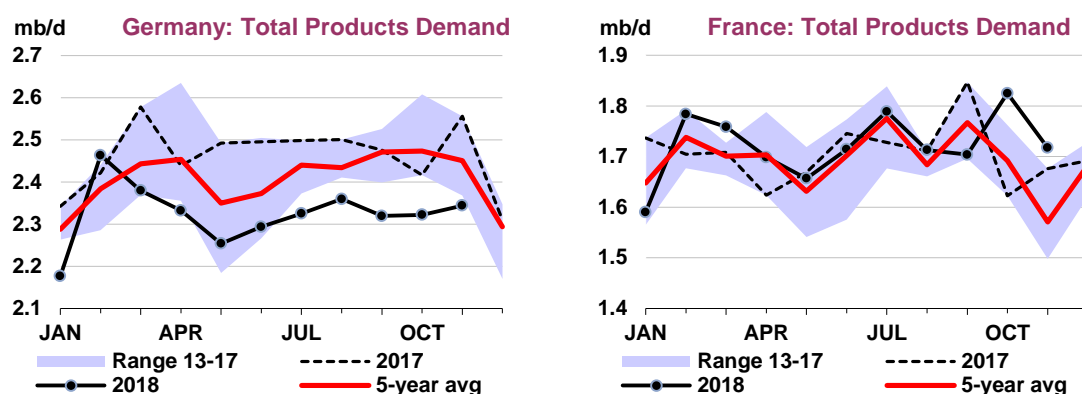 mb/d Germany: Total Products Demand
2.7
2.6
2.5
2.4
2.3
2.2
2.1
JAN APR JUL OCT
Range 13-17 2017
2018 5-year avg
mb/d France: Total Products Demand
1.9
1.8
1.7
1.6
1.5
1.4
JAN APR JUL OCT
Range 13-17 2017
2018 5-year avg